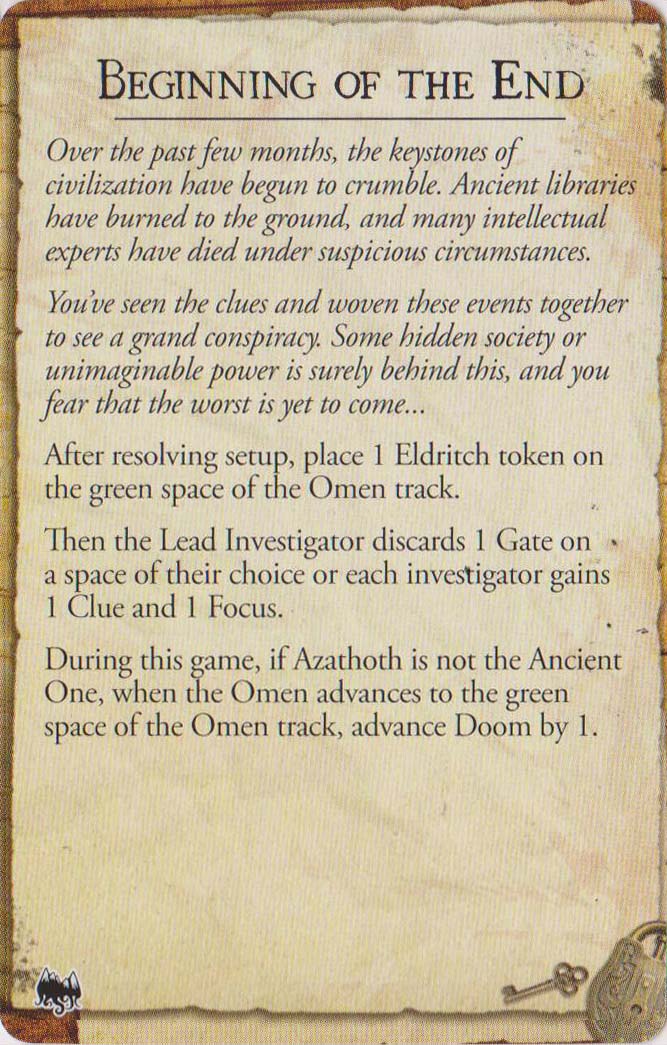 Beginning of the End
Over the past few months, the keystones of
civilization have begun to crumble. Ancient libraries
have burned to the ground, and many intellectual
experts have died under suspicious circumstances.
You've seen the clues and woven these events together
to see a grand conspiracy. Some hidden society or
unimaginable power is surely behind this, and you
fear that the worst is yet to come...
After resolving setup, place 1 Eldritch token on
the green space of the Omen track.
Then the Lead Investigator discards 1 Gate on
a space of their choice or each investigator gains
1 Clue and 1 Focus.
During this game, if Azathoth is not the Ancient
One, when the Omen advances to the green
space of the Omen track, advance Doom by 1.